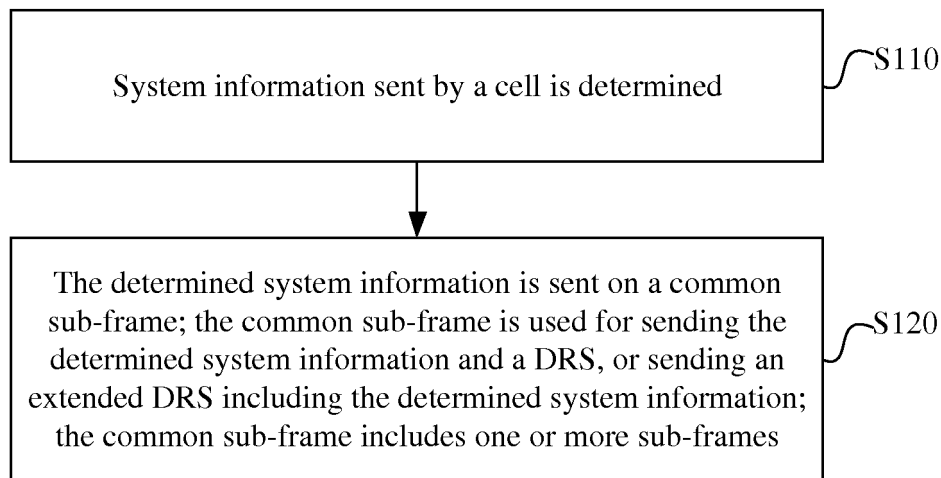 System information sent by a cell is determined
S110
The determined system information is sent on a common
sub-frame; the common sub-frame is used for sending the
determined system information and a DRS, or sending an
extended DRS including the determined system information;
the common sub-frame includes one or more sub-frames
S120